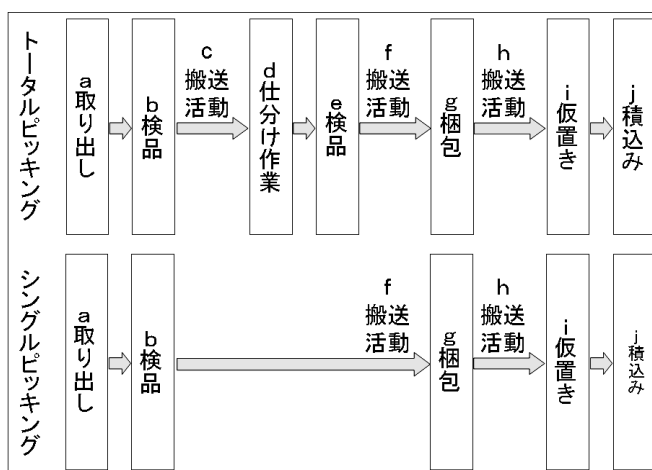 トータルピッキング
a取り出し
b検品
c
搬送
活動
d仕分け作業
e検品
f
搬送
活動
g梱包
h
搬送
活動
i仮置き
j積込み
シングルピッキング
a取り出し
b検品
f
搬送
活動
g梱包
h
搬送
活動
i仮置き
j積込み